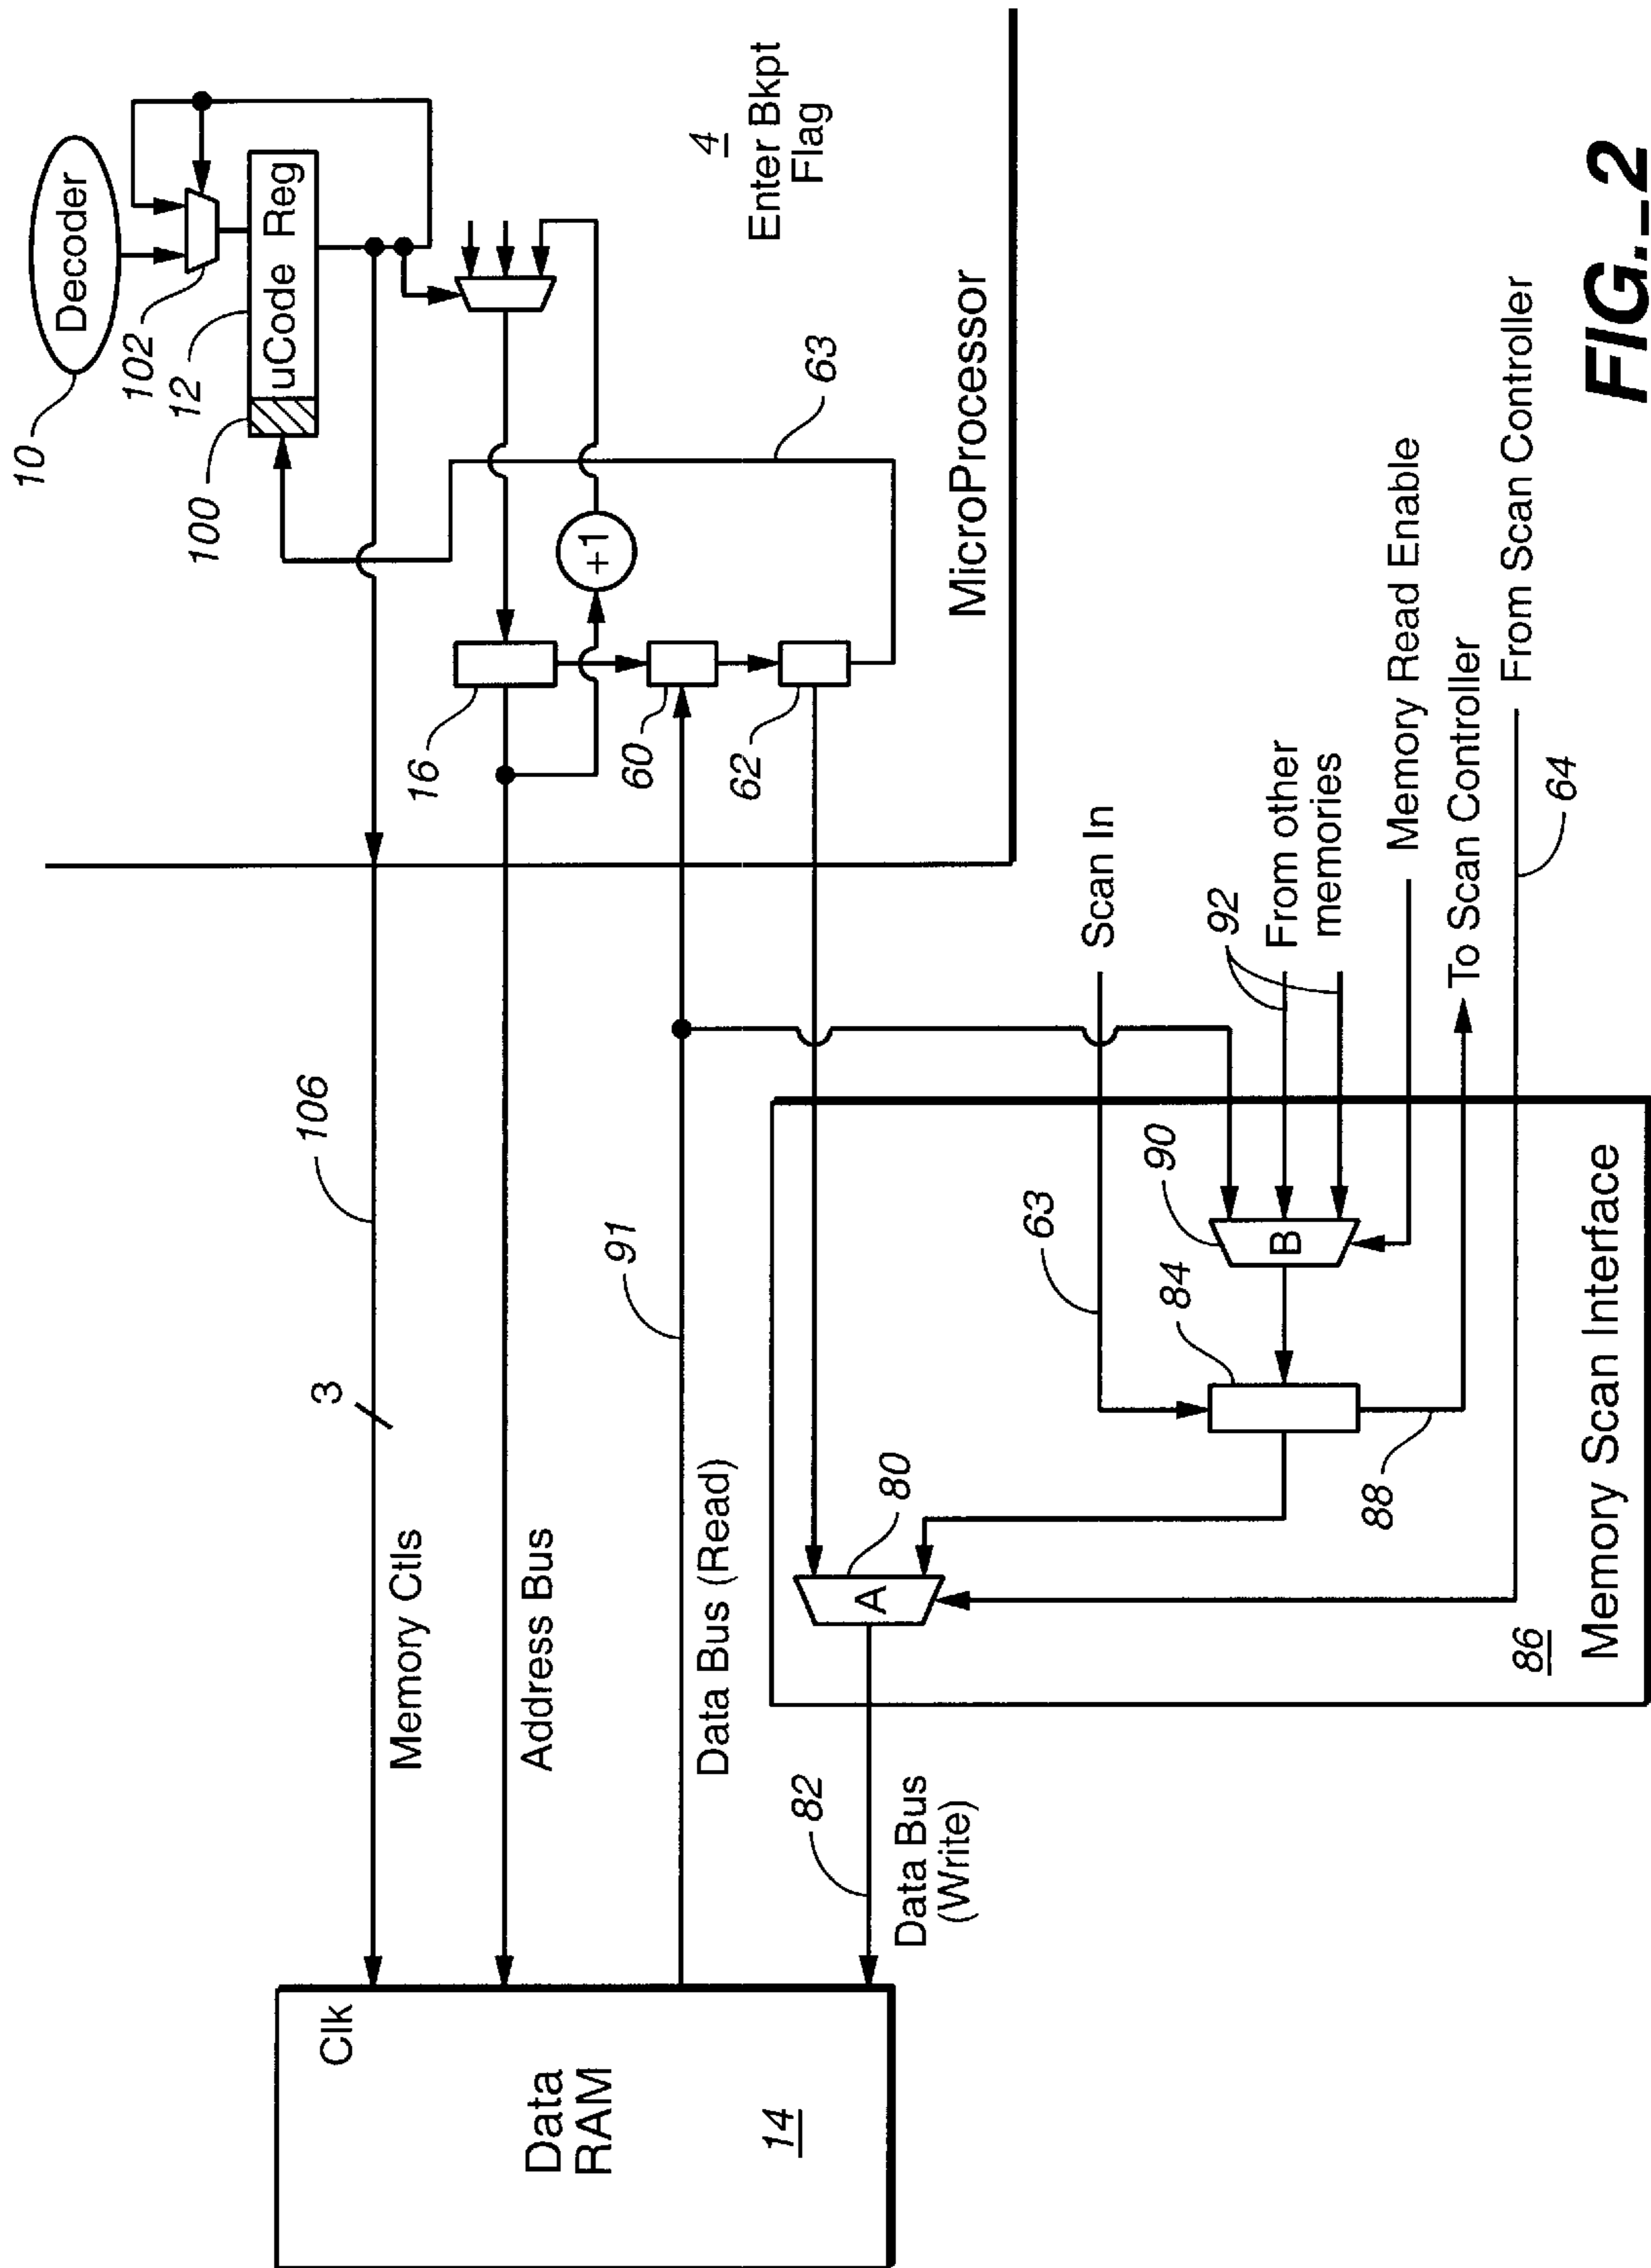 10
Decoder
102
12
uCode Reg
100
4
Enter Bkpt
Flag
63
+1
16
60
62
MicroProcessor
106
3
Memory Ctls
Address Bus
91
Data Bus (Read)
Clk
Data
RAM
14
82
Data Bus
(Write)
Scan In
92
From other
memories
Memory Read Enable
To Scan Controller
From Scan Controller
64
63
90
B
84
80
A
88
86
Memory Scan Interface
FIG._2